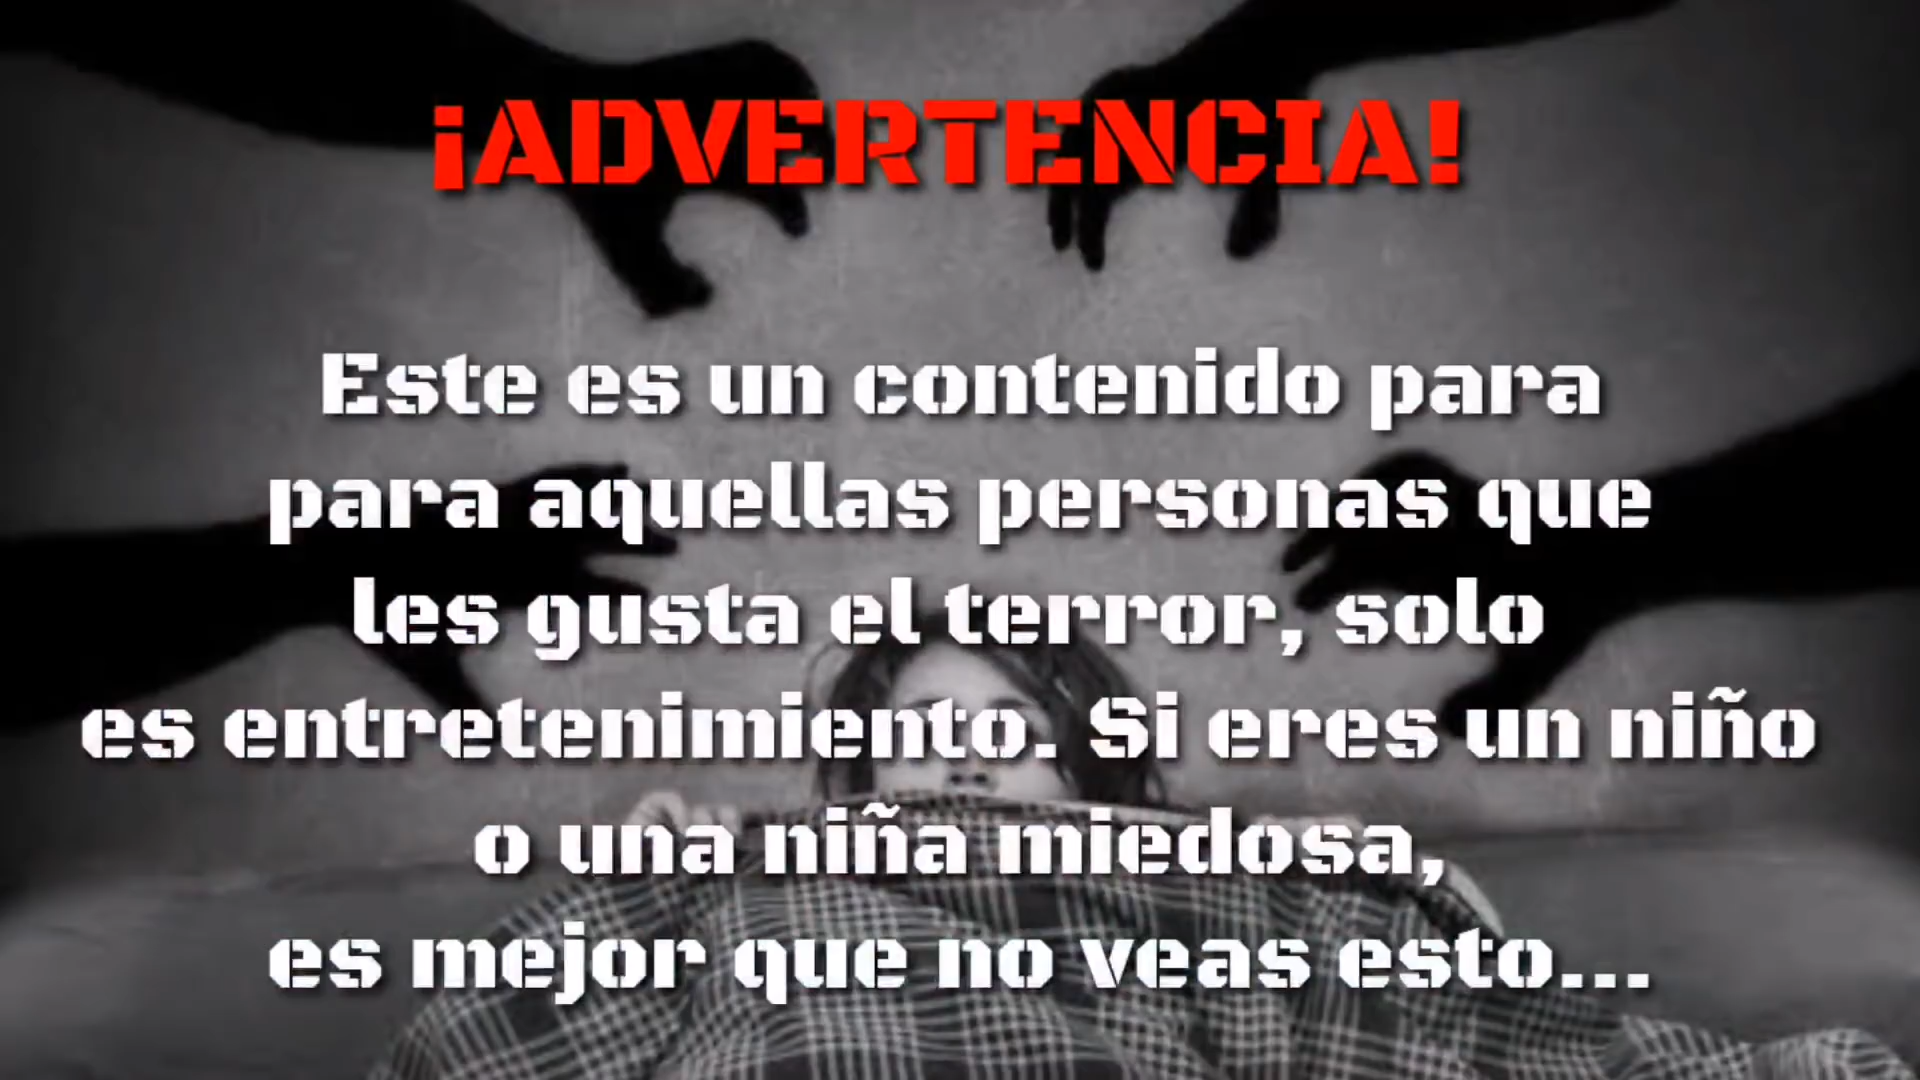 ¡ADVERTENCIA!
Este es un contenido para
para aquellas personas que
les gusta el terror, solo
es entretenimiento. Si eres un niño
o una niña miedosa,
es mejor que no veas esto...